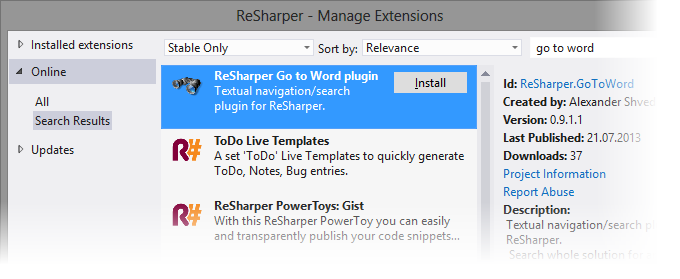 ReSharper - Manage Extensions
Installed extensions
Online
All
Search Results
Updates
Stable Only
Sort by:
Relevance
go to word
ReSharper Go to Word plugin
Textual navigation/search
plugin for ReSharper.
Install
R#
ToDo Live Templates
A set 'ToDo' Live Templates to quickly generate
ToDo, Notes, Bug entries.
R#
ReSharper PowerToys: Gist
With this ReSharper PowerToy you can easily
and transparently publish your code snippets...
Id: ReSharper.GoToWord
Created by: Alexander Shved
Version: 0.9.1.1
Last Published: 21.07.2013
Downloads: 37
Project Information
Report Abuse
Description:
Textual navigation/search
ReSharper.
Search whole solution for